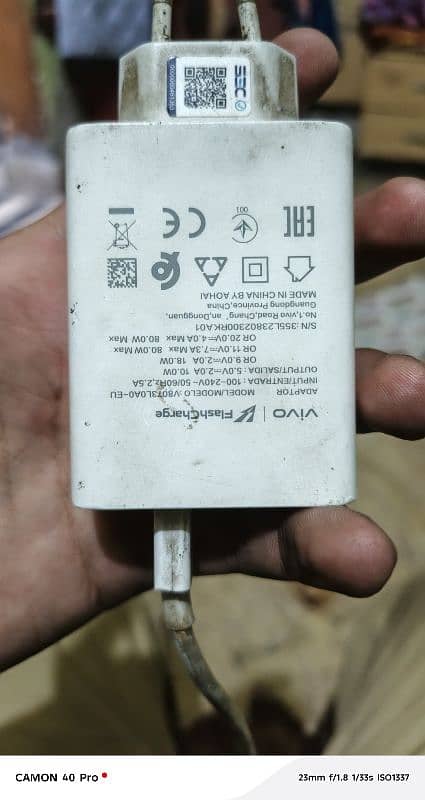 vivo | FlashCharge
ADAPTOR MODEL/MODELO: V8073L0A0-EU
INPUT/ENTRADA : 100-240V~ 50/60Hz,2.5A
OUTPUT/SALIDA : 5.0V⎓2.0A 10.0W
OR 9.0V⎓2.0A 18.0W
OR 11.0V⎓7.3A Max 80.0W Max
OR 20.0V⎓4.0A Max 80.0W Max
No.1,vivo Road,Chang'an,Dongguan,
Guangdong Province,China
MADE IN CHINA BY AOHAI
EAC
001
CE
SSC
CAMON 40 Pro
23mm f/1.8 1/33s ISO1337